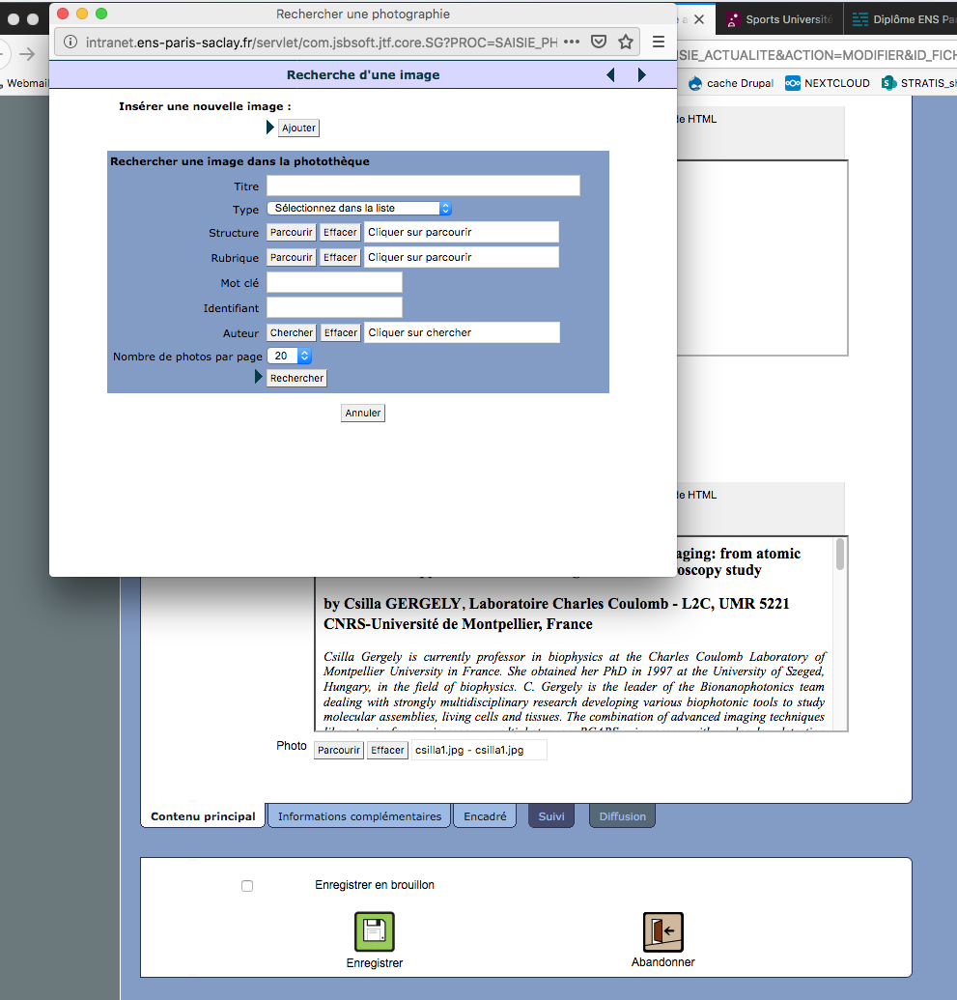 Rechercher une photographie
intranet.ens-paris-saclay.fr/servlet/com.jsbsoft.jtf.core.SG?PROC=SAISIE_PH
Sports Université
Diplôme ENS Pa
SIE_ACTUALITE&ACTION=MODIFIER&ID_FICH
Webmail
cache Drupal
NEXTCLOUD
STRATIS_s
Recherche d'une image
Insérer une nouvelle image :
Ajouter
Rechercher une image dans la photothèque
Titre
Type Sélectionnez dans la liste
Structure Parcourir Effacer Cliquer sur parcourir
Rubrique Parcourir Effacer Cliquer sur parcourir
Mot clé
Identifiant
Auteur Chercher Effacer Cliquer sur chercher
Nombre de photos par page 20
Rechercher
Annuler
de HTML
de HTML
aging: from atomic
oscopy study
by Csilla GERGELY, Laboratoire Charles Coulomb - L2C, UMR 5221
CNRS-Université de Montpellier, France
Csilla Gergely is currently professor in biophysics at the Charles Coulomb Laboratory of
Montpellier University in France. She obtained her PhD in 1997 at the University of Szeged,
Hungary, in the field of biophysics. C. Gergely is the leader of the Bionanophotonics team
dealing with strongly multidisciplinary research developing various biophotonic tools to study
molecular assemblies, living cells and tissues. The combination of advanced imaging techniques
Photo Parcourir Effacer csilla1.jpg - csilla1.jpg
Contenu principal Informations complémentaires Encadré Suivi Diffusion
Enregistrer en brouillon
Enregistrer Abandonner